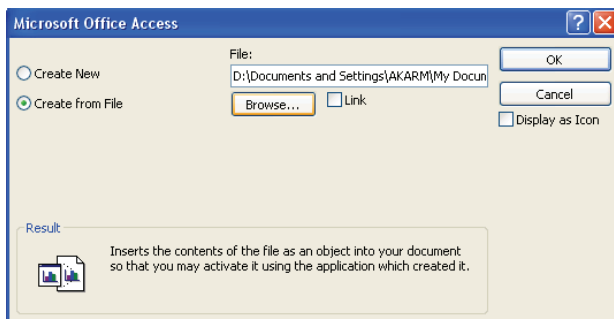 Microsoft Office Access
File:
Create New
OK
D:\Documents and Settings\AKARM\My Docun
Create from File
Browse...
Link
Cancel
Display as Icon
Result
Inserts the contents of the file as an object into your document
so that you may activate it using the application which created it.